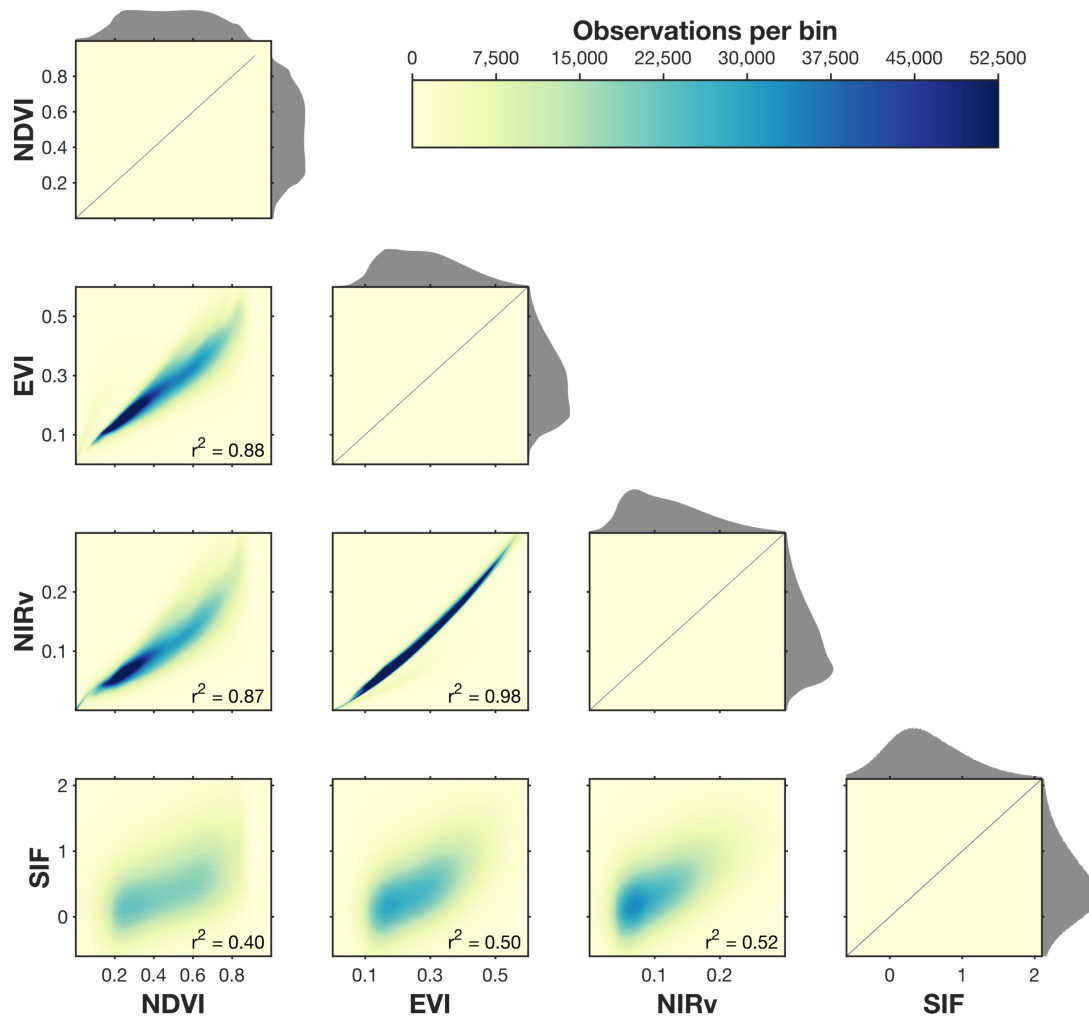 Observations per bin
0 7,500 15,000 22,500 30,000 37,500 45,000 52,500
NDVI
0.8
0.6
0.4
0.2
EVI
0.5
0.3
0.1
r² = 0.88
NIRv
0.2
0.1
r² = 0.87
r² = 0.98
SIF
2
1
0
r² = 0.40
r² = 0.50
r² = 0.52
0.2 0.4 0.6 0.8
0.1 0.3 0.5
0.1 0.2
0 1 2
NDVI
EVI
NIRv
SIF